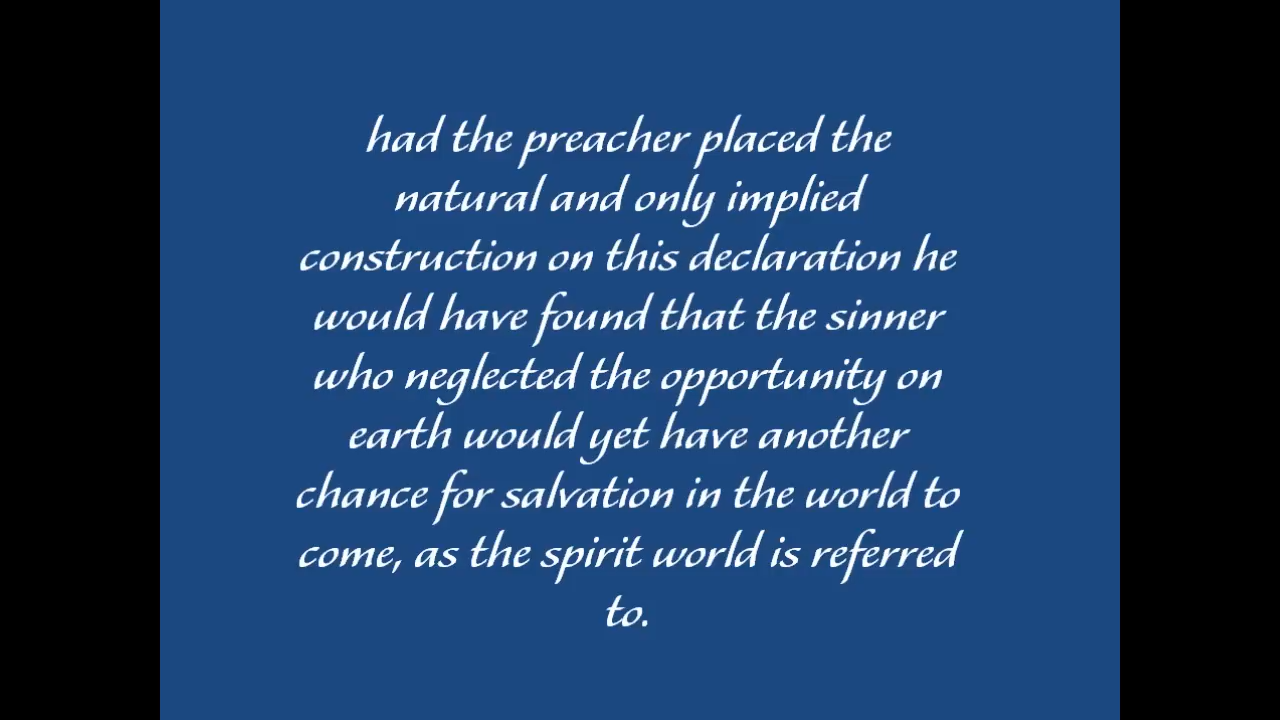 had the preacher placed the
natural and only implied
construction on this declaration he
would have found that the sinner
who neglected the opportunity on
earth would yet have another
chance for salvation in the world to
come, as the spirit world is referred
to.